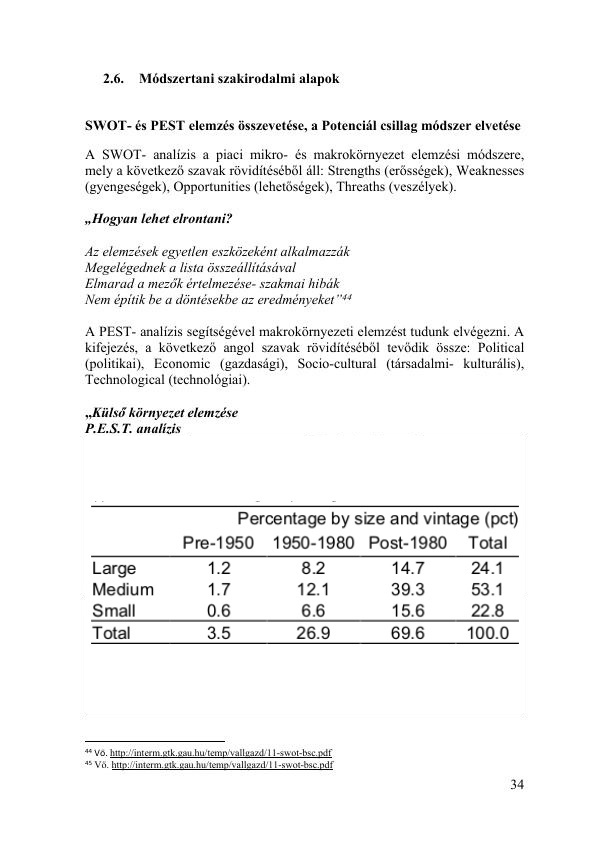 2.6. Módszertani szakirodalmi alapok
SWOT- és PEST elemzés összevetése, a Potenciál csillag módszer elvetése
A SWOT- analízis a piaci mikro- és makrokörnyezet elemzési módszere,
mely a következő szavak rövidítéséből áll: Strengths (erősségek), Weaknesses
(gyengeségek), Opportunities (lehetőségek), Threaths (veszélyek).
„Hogyan lehet elrontani?
Az elemzések egyetlen eszközeként alkalmazzák
Megelégednek a lista összeállításával
Elmarad a mezők értelmezése- szakmai hibák
Nem építik be a döntésekbe az eredményeket”44
A PEST- analízis segítségével makrokörnyezeti elemzést tudunk elvégezni. A
kifejezés, a következő angol szavak rövidítéséből tevődik össze: Political
(politikai), Economic (gazdasági), Socio-cultural (társadalmi- kulturális),
Technological (technológiai).
„Külső környezet elemzése
P.E.S.T. analízis
Percentage by size and vintage (pct)
Pre-1950 1950-1980 Post-1980 Total
Large 1.2 8.2 14.7 24.1
Medium 1.7 12.1 39.3 53.1
Small 0.6 6.6 15.6 22.8
Total 3.5 26.9 69.6 100.0
44 Vö. http://interm.gtk.gau.hu/temp/vallgazd/11-swot-bsc.pdf
45 Vö. http://interm.gtk.gau.hu/temp/vallgazd/11-swot-bsc.pdf
34